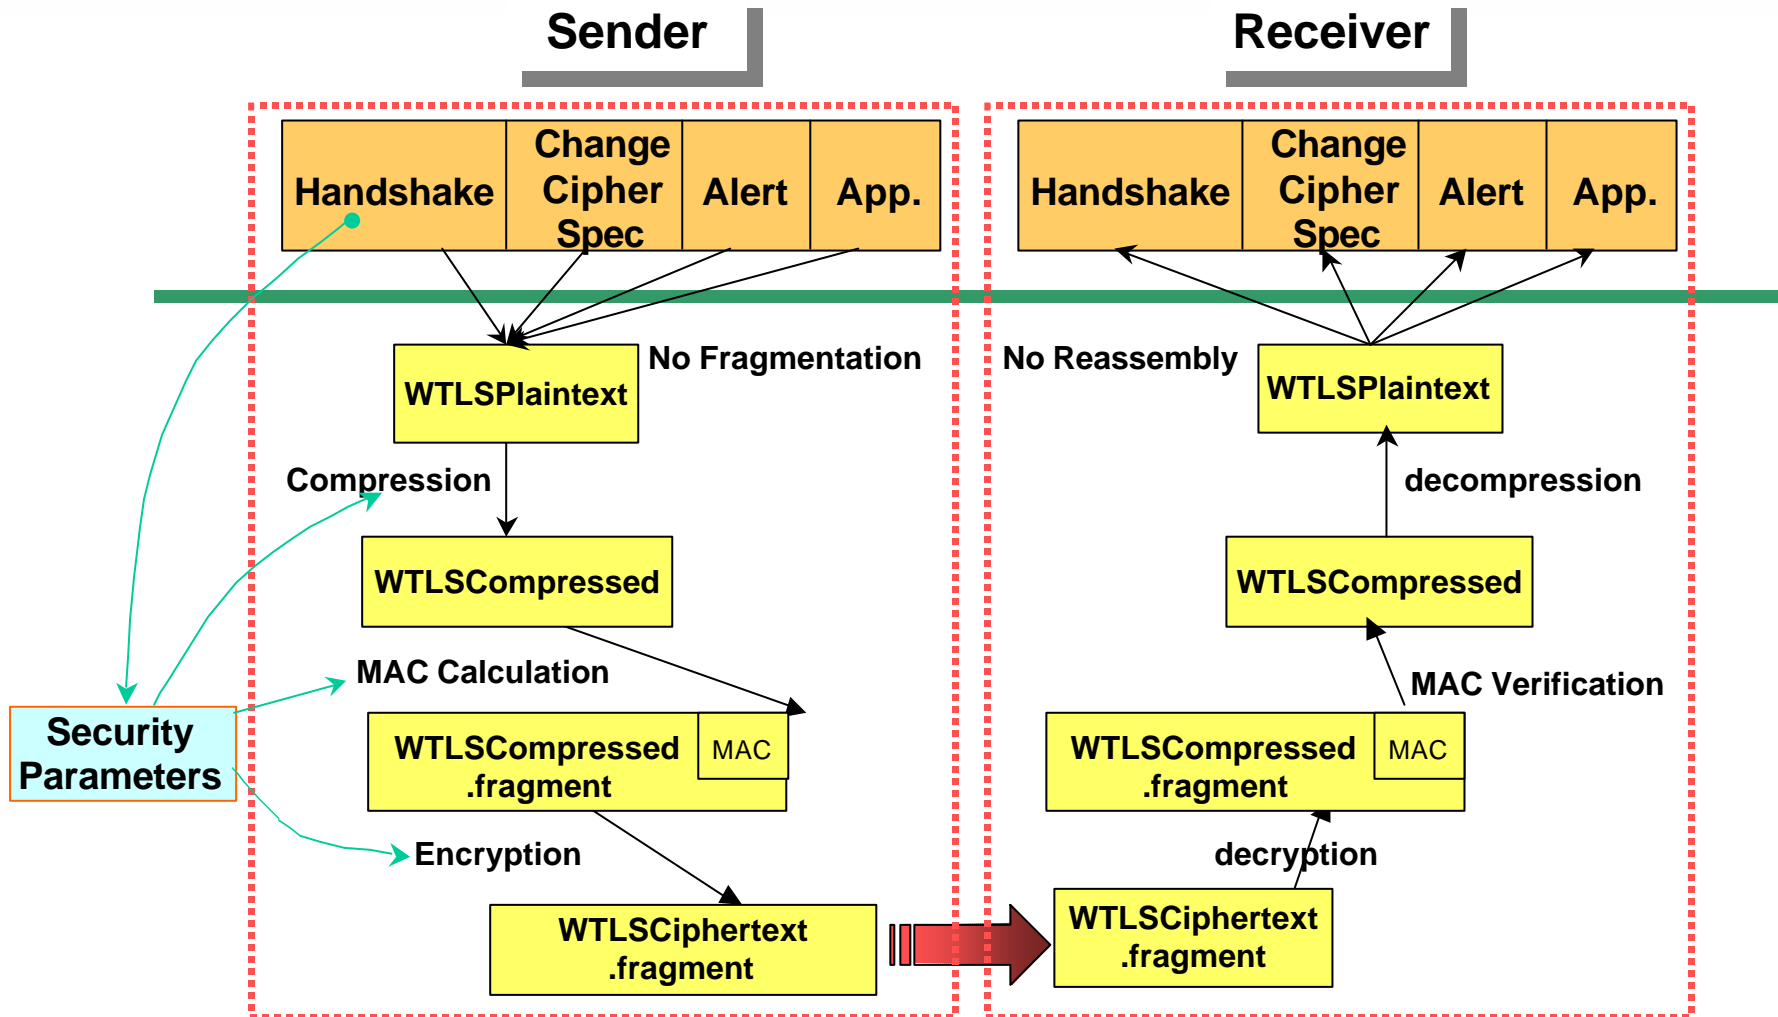 Sender
Receiver
Handshake
Change
Cipher
Spec
Alert
App.
Handshake
Change
Cipher
Spec
Alert
App.
No Fragmentation
WTLSPlaintext
No Reassembly
WTLSPlaintext
Compression
decompression
WTLSCompressed
WTLSCompressed
MAC Calculation
MAC Verification
Security
Parameters
WTLSCompressed
.fragment
MAC
WTLSCompressed
.fragment
MAC
Encryption
decryption
WTLSCiphertext
.fragment
WTLSCiphertext
.fragment